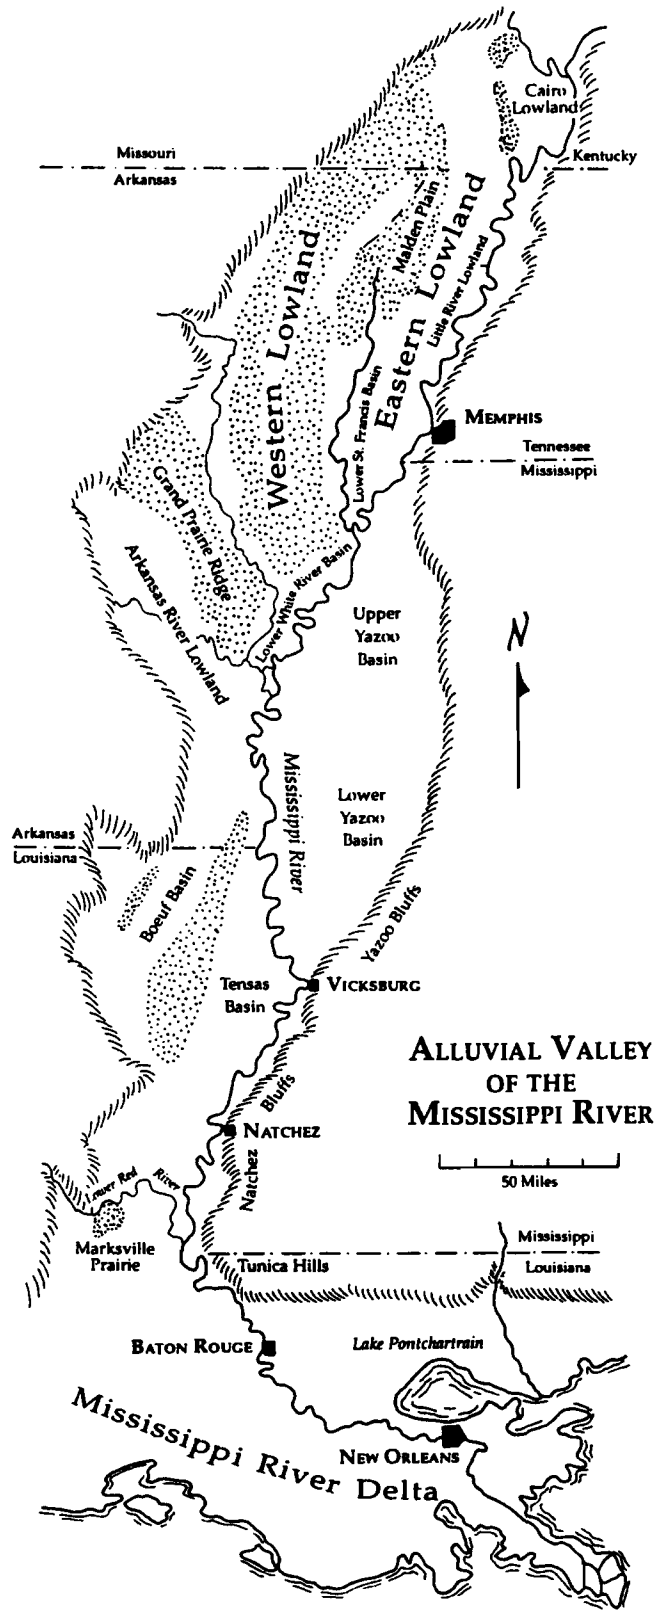 Cairo
Lowland
Missouri
Arkansas
Kentucky
Malden Plain
Western Lowland
Eastern Lowland
Little River Lowland
Lower St. Francis Basin
MEMPHIS
Tennessee
Mississippi
Grand Prairie Ridge
Arkansas River Lowland
Lower White River Basin
Upper
Yazoo
Basin
N
Mississippi River
Lower
Yazoo
Basin
Arkansas
Louisiana
Boeuf Basin
Yazoo Bluffs
Tensas
Basin
VICKSBURG
ALLUVIAL VALLEY
OF THE
MISSISSIPPI RIVER
Natchez Bluffs
NATCHEZ
50 Miles
Lower Red River
Marksville
Prairie
Mississippi
Louisiana
Tunica Hills
BATON ROUGE
Lake Pontchartrain
NEW ORLEANS
Mississippi River Delta